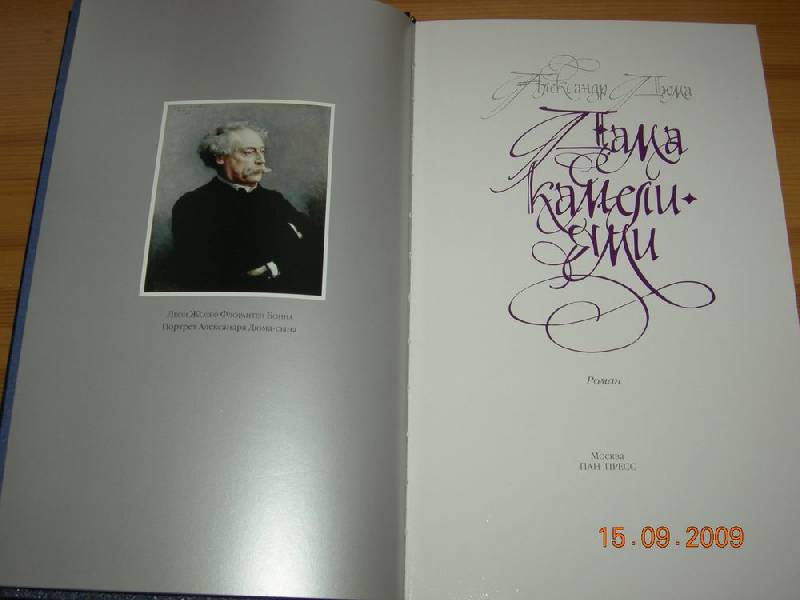 Леон Жозеф Флорантен Бонна
Портрет Александра Дюма-сына
Александр Дюма
Дама
с
камели-
ями
Роман
Москва
ПАН ПРЕСС
15.09.2009